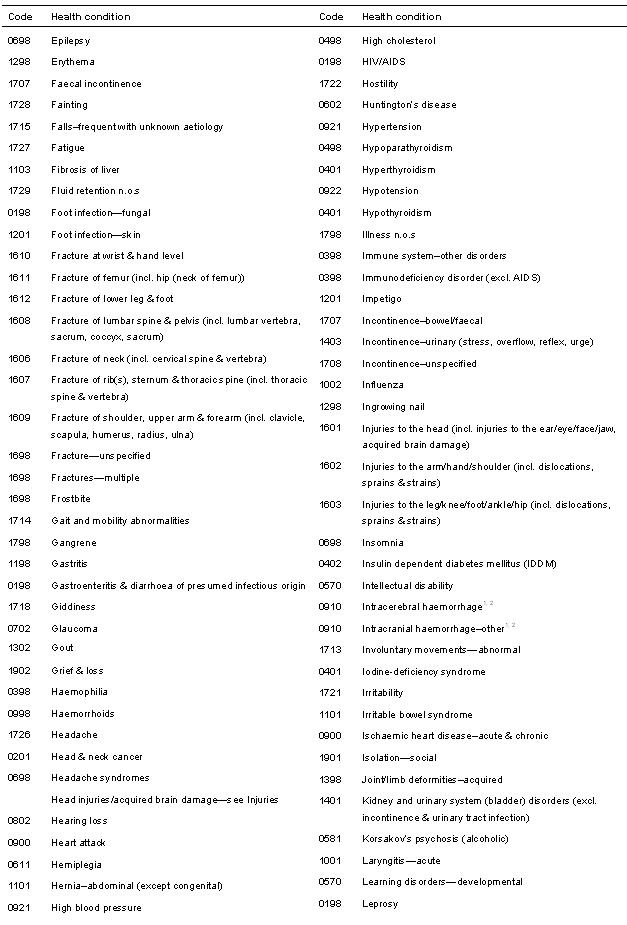 Code Health condition
0698 Epilepsy
1298 Erythema
1707 Faecal incontinence
1728 Fainting
1715 Falls–frequent with unknown aetiology
1727 Fatigue
1103 Fibrosis of liver
1729 Fluid retention n.o.s
0198 Foot infection—fungal
1201 Foot infection—skin
1610 Fracture at wrist & hand level
1611 Fracture of femur (incl. hip (neck of femur))
1612 Fracture of lower leg & foot
1608 Fracture of lumbar spine & pelvis (incl. lumbar vertebra,
sacrum, coccyx, sacrum)
1606 Fracture of neck (incl. cervical spine & vertebra)
1607 Fracture of rib(s), sternum & thoracic spine (incl. thoracic
spine & vertebra)
1609 Fracture of shoulder, upper arm & forearm (incl. clavicle,
scapula, humerus, radius, ulna)
1698 Fracture—unspecified
1698 Fractures—multiple
1698 Frostbite
1714 Gait and mobility abnormalities
1798 Gangrene
1198 Gastritis
0198 Gastroenteritis & diarrhoea of presumed infectious origin
1718 Giddiness
0702 Glaucoma
1302 Gout
1902 Grief & loss
0398 Haemophilia
0998 Haemorrhoids
1726 Headache
0201 Head & neck cancer
0698 Headache syndromes
Head injuries/acquired brain damage—see Injuries
0802 Hearing loss
0900 Heart attack
0611 Hemiplegia
1101 Hernia–abdominal (except congenital)
0921 High blood pressure
Code Health condition
0498 High cholesterol
0198 HIV/AIDS
1722 Hostility
0602 Huntington's disease
0921 Hypertension
0498 Hypoparathyroidism
0401 Hyperthyroidism
0922 Hypotension
0401 Hypothyroidism
1798 Illness n.o.s
0398 Immune system–other disorders
0398 Immunodeficiency disorder (excl. AIDS)
1201 Impetigo
1707 Incontinence–bowel/faecal
1403 Incontinence–urinary (stress, overflow, reflex, urge)
1708 Incontinence–unspecified
1002 Influenza
1298 Ingrowing nail
1601 Injuries to the head (incl. injuries to the ear/eye/face/jaw,
acquired brain damage)
1602 Injuries to the arm/hand/shoulder (incl. dislocations,
sprains & strains)
1603 Injuries to the leg/knee/foot/ankle/hip (incl. dislocations,
sprains & strains)
0698 Insomnia
0402 Insulin dependent diabetes mellitus (IDDM)
0570 Intellectual disability
0910 Intracerebral haemorrhage1 2
0910 Intracranial haemorrhage–other1 2
1713 Involuntary movements—abnormal
0401 Iodine-deficiency syndrome
1721 Irritability
1101 Irritable bowel syndrome
0900 Ischaemic heart disease–acute & chronic
1901 Isolation—social
1398 Joint/limb deformities–acquired
1401 Kidney and urinary system (bladder) disorders (excl.
incontinence & urinary tract infection)
0581 Korsakov's psychosis (alcoholic)
1001 Laryngitis—acute
0570 Learning disorders—developmental
0198 Leprosy